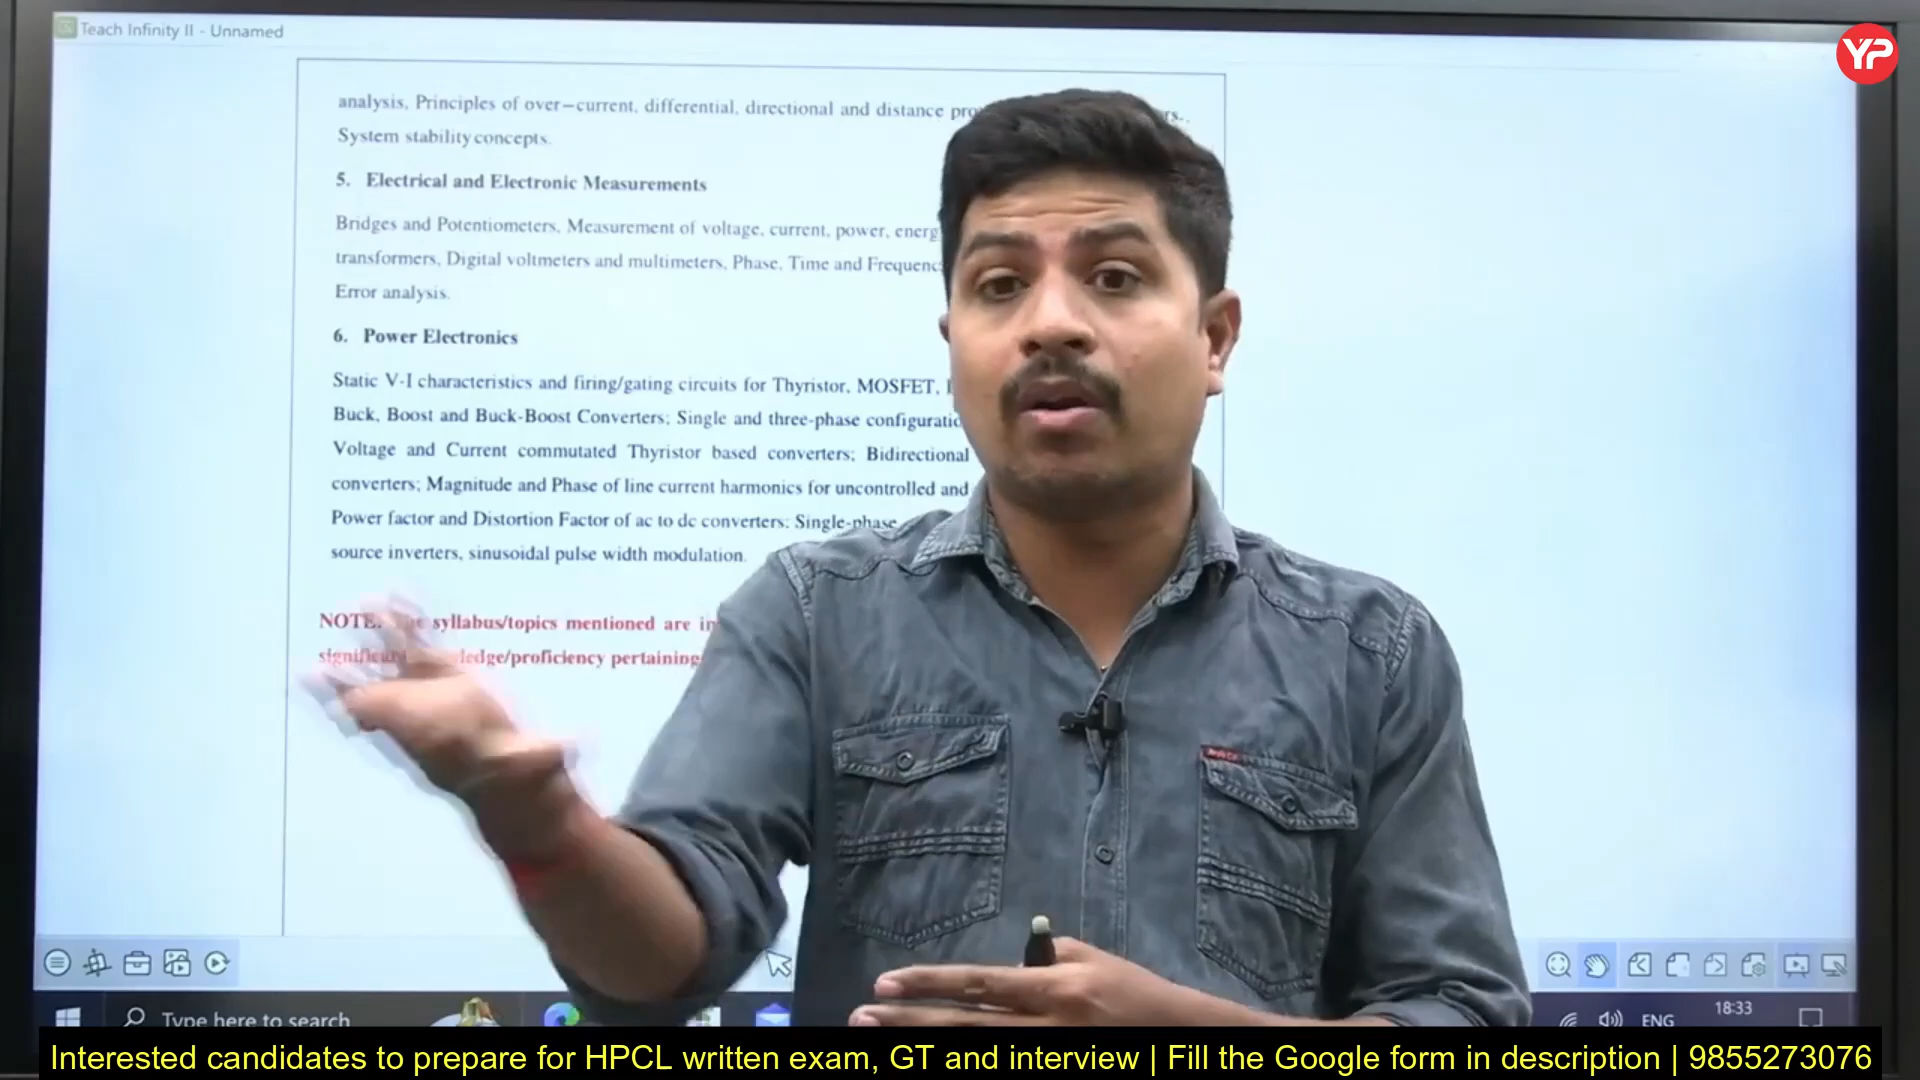 Teach Infinity II - Unnamed
YP
analysis, Principles of over−current, differential, directional and distance
System stability concepts.
5. Electrical and Electronic Measurements
Bridges and Potentiometers, Measurement of voltage, current, power,
transformers, Digital voltmeters and multimeters, Phase, Time and
Error analysis.
6. Power Electronics
Static V-I characteristics and firing/gating circuits for Thyristor, MOSFET,
Buck, Boost and Buck-Boost Converters; Single and three-phase
Voltage and Current commutated Thyristor based converters; Bidirectional
converters; Magnitude and Phase of line current harmonics for uncontrolled and
Power factor and Distortion Factor of ac to dc converters; Single-phase
source inverters, sinusoidal pulse width modulation.
NOTE. syllabus/topics mentioned are
pertaining
Type here to search
ENG
18:33
Interested candidates to prepare for HPCL written exam, GT and interview | Fill the Google form in description | 9855273076